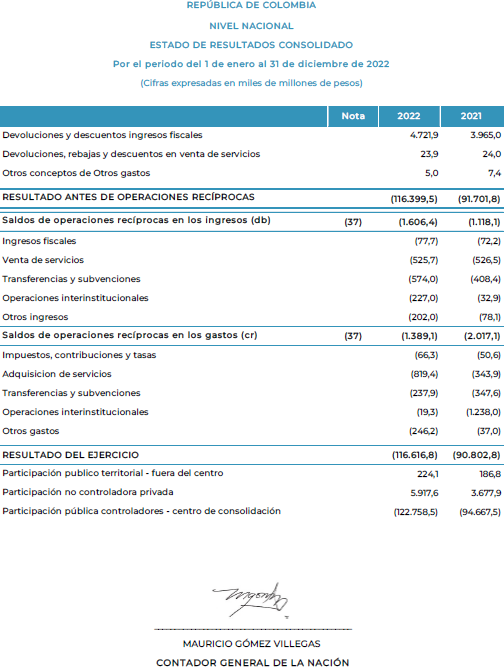 REPÚBLICA DE COLOMBIA
NIVEL NACIONAL
ESTADO DE RESULTADOS CONSOLIDADO
Por el período del 1 de enero al 31 de diciembre de 2022
(Cifras expresadas en miles de millones de pesos)
Nota 2022 2021
Devoluciones y descuentos ingresos fiscales 4.721,9 3.965,0
Devoluciones, rebajas y descuentos en venta de servicios 23,9 24,0
Otros conceptos de Otros gastos 5,0 7,4
RESULTADO ANTES DE OPERACIONES RECÍPROCAS (116.399,5) (91.701,8)
Saldos de operaciones recíprocas en los ingresos (db) (37) (1.606,4) (1.118,1)
Ingresos fiscales (77,7) (72,2)
Venta de servicios (525,7) (526,5)
Transferencias y subvenciones (574,0) (408,4)
Operaciones interinstitucionales (227,0) (32,9)
Otros ingresos (202,0) (78,1)
Saldos de operaciones recíprocas en los gastos (cr) (37) (1.389,1) (2.017,1)
Impuestos, contribuciones y tasas (66,3) (50,6)
Adquisicion de servicios (819,4) (343,9)
Transferencias y subvenciones (237,9) (347,6)
Operaciones interinstitucionales (19,3) (1.238,0)
Otros gastos (246,2) (37,0)
RESULTADO DEL EJERCICIO (116.616,8) (90.802,8)
Participación publico territorial - fuera del centro 224,1 186,8
Participación no controladora privada 5.917,6 3.677,9
Participación pública controladores - centro de consolidación (122.758,5) (94.667,5)
MAURICIO GÓMEZ VILLEGAS
CONTADOR GENERAL DE LA NACIÓN